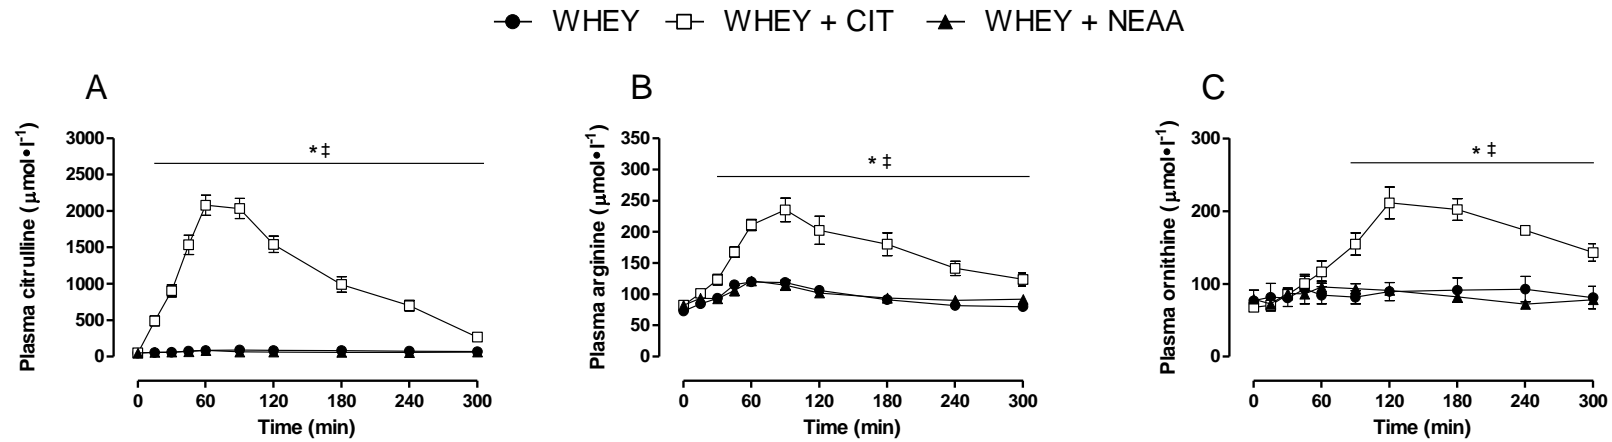 WHEY WHEY + CIT WHEY + NEAA
A
Plasma citrulline (μmol•l-1)
3000
2500
2000
1500
1000
500
0
* ‡
0 60 120 180 240 300
Time (min)
B
Plasma arginine (μmol•l-1)
350
300
250
200
150
100
50
0
* ‡
0 60 120 180 240 300
Time (min)
C
Plasma ornithine (μmol•l-1)
300
200
100
0
* ‡
0 60 120 180 240 300
Time (min)